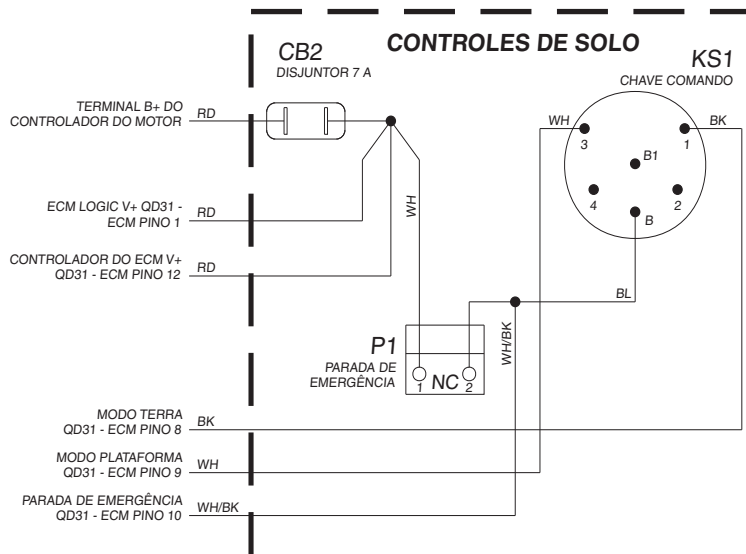 CB2
DISJUNTOR 7 A
CONTROLES DE SOLO
KS1
CHAVE COMANDO
TERMINAL B+ DO
CONTROLADOR DO MOTOR
RD
WH
3
1
BK
B1
4
2
B
ECM LOGIC V+ QD31 -
ECM PINO 1
RD
WH
CONTROLADOR DO ECM V+
QD31 - ECM PINO 12
RD
BL
P1
PARADA DE
EMERGÊNCIA
1
NC
2
WH/BK
MODO TERRA
QD31 - ECM PINO 8
BK
MODO PLATAFORMA
QD31 - ECM PINO 9
WH
PARADA DE EMERGÊNCIA
QD31 - ECM PINO 10
WH/BK